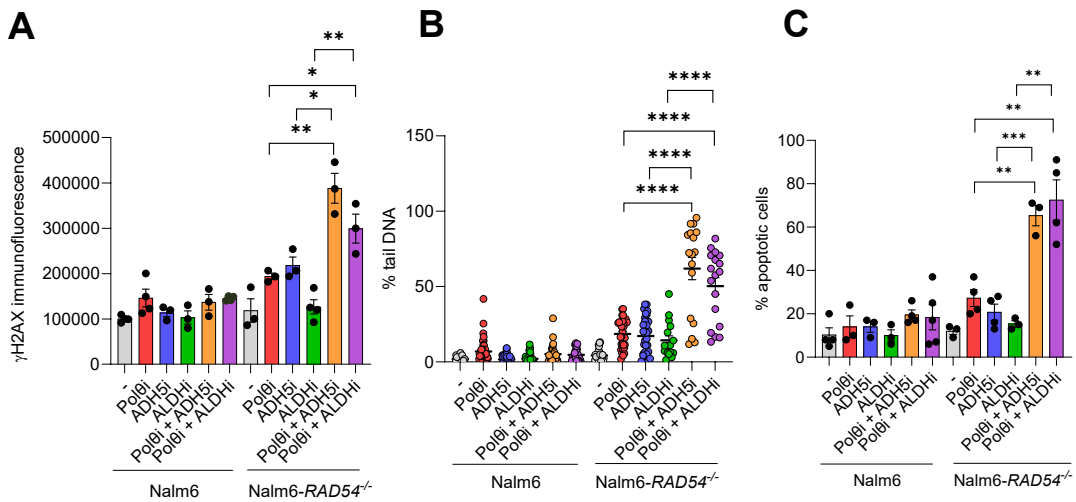 A
γH2AX immunofluorescence
500000
400000
300000
200000
100000
0
**
*
*
**
-
Polθi
ADH5i
ALDHi
Polθi + ADH5i
Polθi + ALDHi
-
Polθi
ADH5i
ALDHi
Polθi + ADH5i
Polθi + ALDHi
Nalm6
Nalm6-RAD54-/-
B
% tail DNA
150
100
50
0
****
****
****
****
-
Polθi
ADH5i
ALDHi
Polθi + ADH5i
Polθi + ALDHi
-
Polθi
ADH5i
ALDHi
Polθi + ADH5i
Polθi + ALDHi
Nalm6
Nalm6-RAD54-/-
C
% apoptotic cells
100
80
60
40
20
0
**
**
***
**
-
Polθi
ADH5i
ALDHi
Polθi + ADH5i
Polθi + ALDHi
-
Polθi
ADH5i
ALDHi
Polθi + ADH5i
Polθi + ALDHi
Nalm6
Nalm6-RAD54-/-